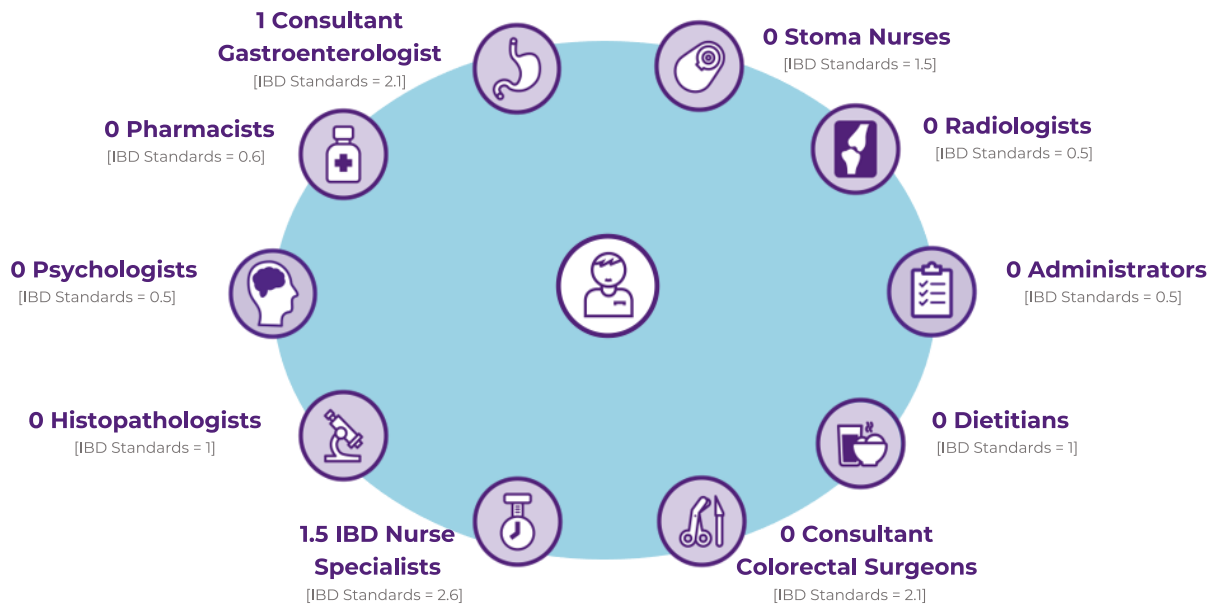 1 Consultant
Gastroenterologist
[IBD Standards = 2.1]
0 Stoma Nurses
[IBD Standards = 1.5]
0 Pharmacists
[IBD Standards = 0.6]
0 Radiologists
[IBD Standards = 0.5]
0 Psychologists
[IBD Standards = 0.5]
0 Administrators
[IBD Standards = 0.5]
0 Histopathologists
[IBD Standards = 1]
0 Dietitians
[IBD Standards = 1]
1.5 IBD Nurse
Specialists
[IBD Standards = 2.6]
0 Consultant
Colorectal Surgeons
[IBD Standards = 2.1]